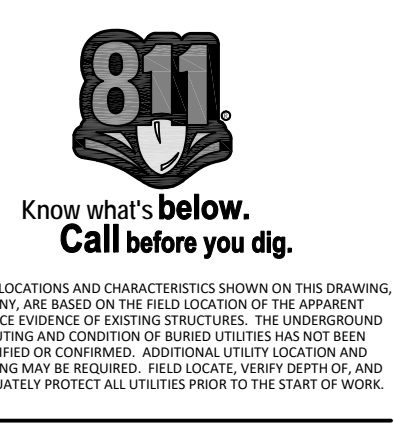 811®
Know what's below.
Call before you dig.
LOCATIONS AND CHARACTERISTICS SHOWN ON THIS DRAWING,
NY, ARE BASED ON THE FIELD LOCATION OF THE APPARENT
CE EVIDENCE OF EXISTING STRUCTURES. THE UNDERGROUND
UTING AND CONDITION OF BURIED UTILITIES HAS NOT BEEN
IFIED OR CONFIRMED. ADDITIONAL UTILITY LOCATION AND
NG MAY BE REQUIRED. FIELD LOCATE, VERIFY DEPTH OF, AND
UATELY PROTECT ALL UTILITIES PRIOR TO THE START OF WORK.